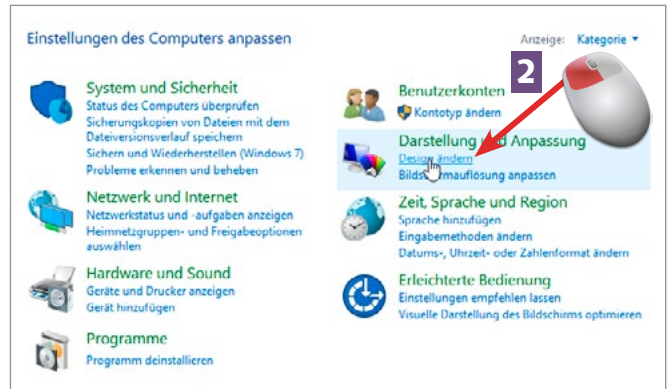 Einstellungen des Computers anpassen
Anzeige: Kategorie
2
System und Sicherheit
Status des Computers überprüfen
Sicherungskopien von Dateien mit dem
Dateiversionsverlauf speichern
Sichern und Wiederherstellen (Windows 7)
Probleme erkennen und beheben
Netzwerk und Internet
Netzwerkstatus und -aufgaben anzeigen
Heimnetzgruppen- und Freigabeoptionen
auswählen
Hardware und Sound
Geräte und Drucker anzeigen
Gerät hinzufügen
Programme
Programm deinstallieren
Benutzerkonten
Kontotyp ändern
Darstellung und Anpassung
Design ändern
Bildschirmauflösung anpassen
Zeit, Sprache und Region
Sprache hinzufügen
Eingabemethoden ändern
Datums-, Uhrzeit- oder Zahlenformat ändern
Erleichterte Bedienung
Einstellungen empfehlen lassen
Visuelle Darstellung des Bildschirms optimieren